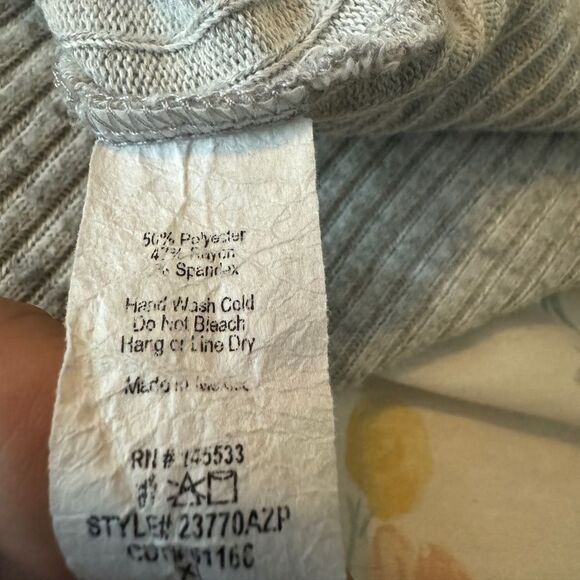 50% Polyester
47% Rayon
% Spandex
Hand Wash Cold
Do Not Bleach
Hang or Line Dry
Made in Mexico
RN # 145533
STYLE# 23770AZP